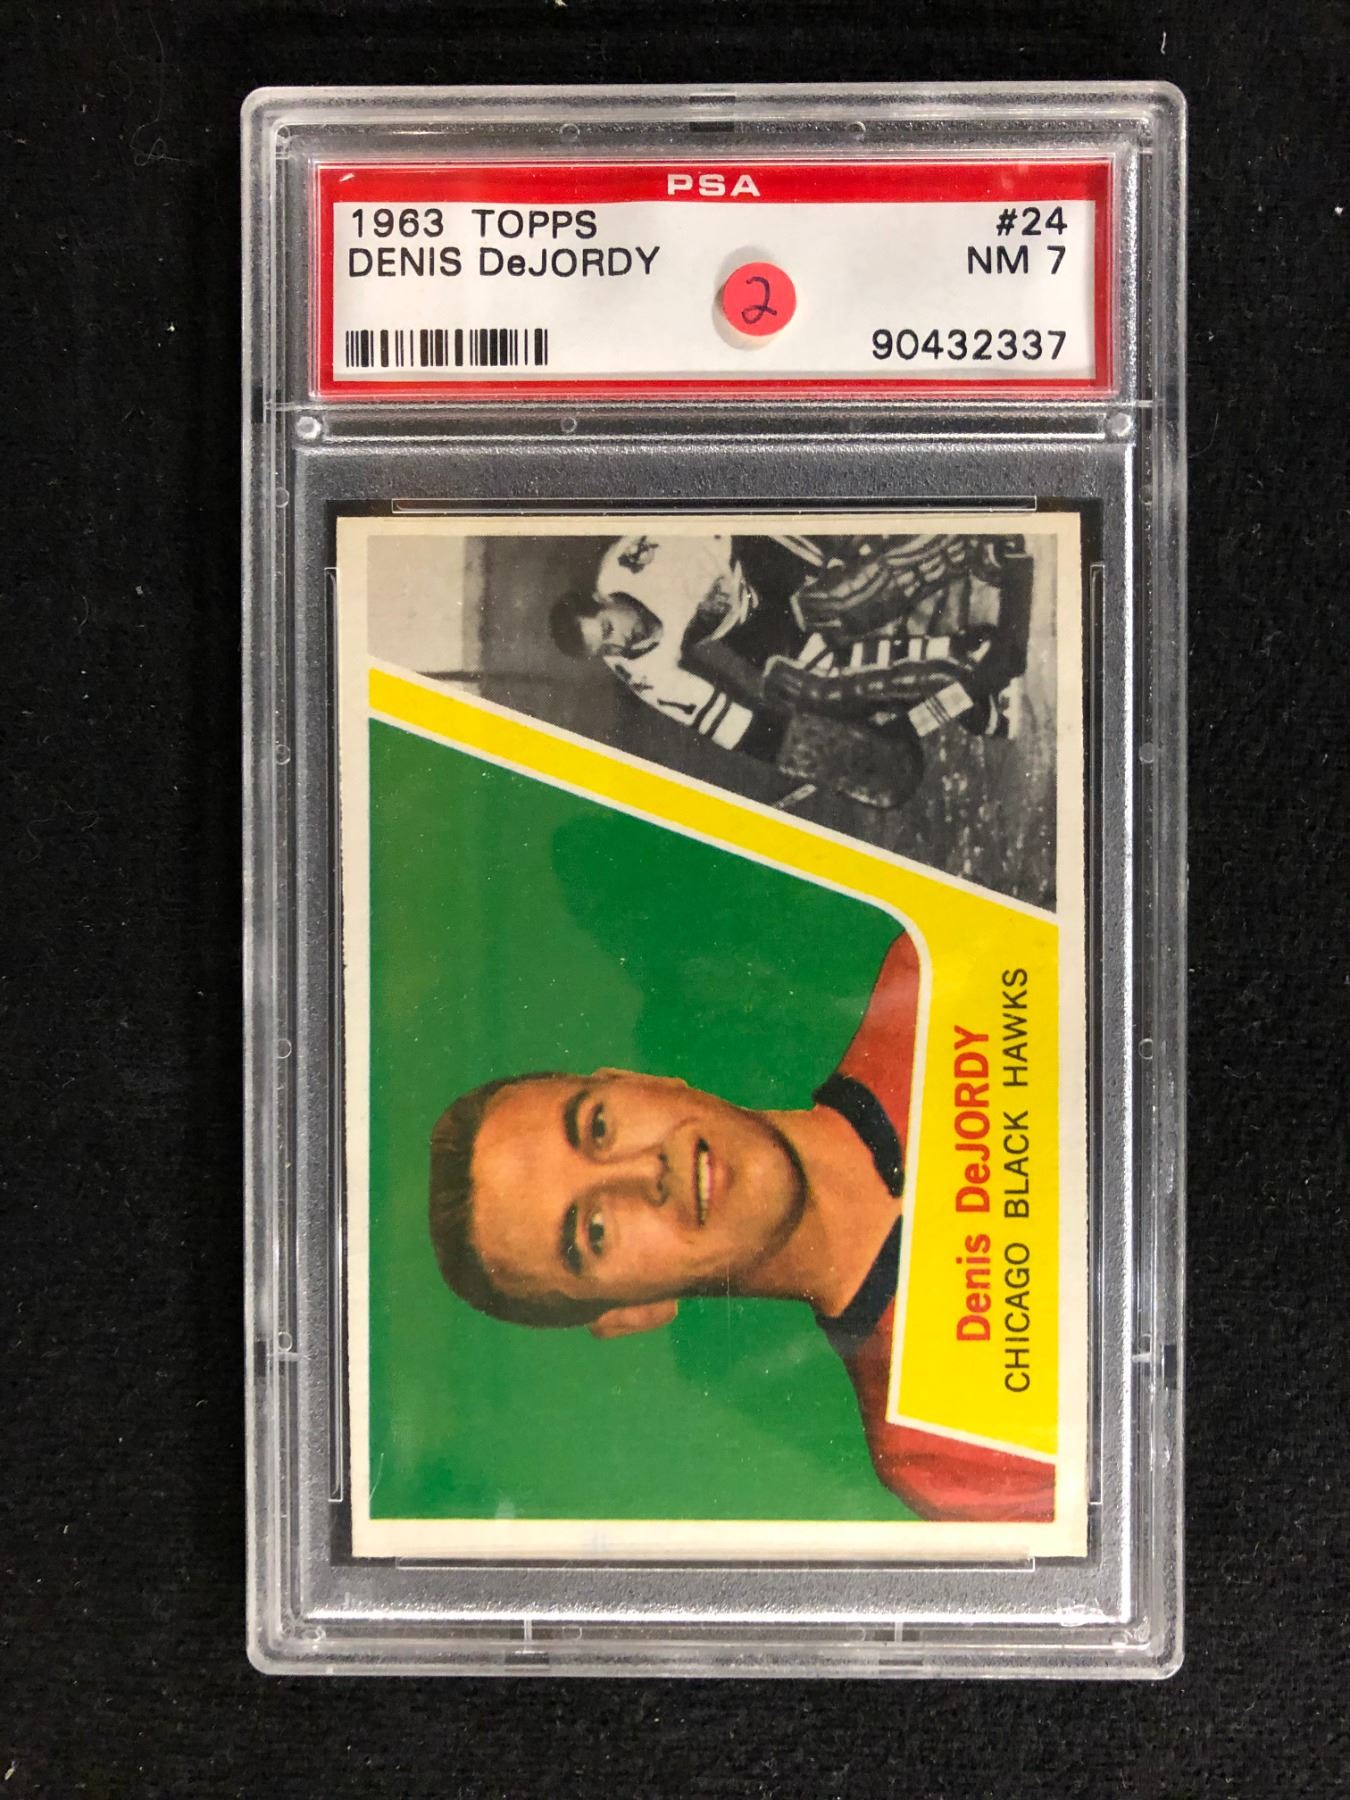 PSA
1963 TOPPS #24
DENIS DeJORDY NM 7
2
90432337
Denis DeJORDY
CHICAGO BLACK HAWKS